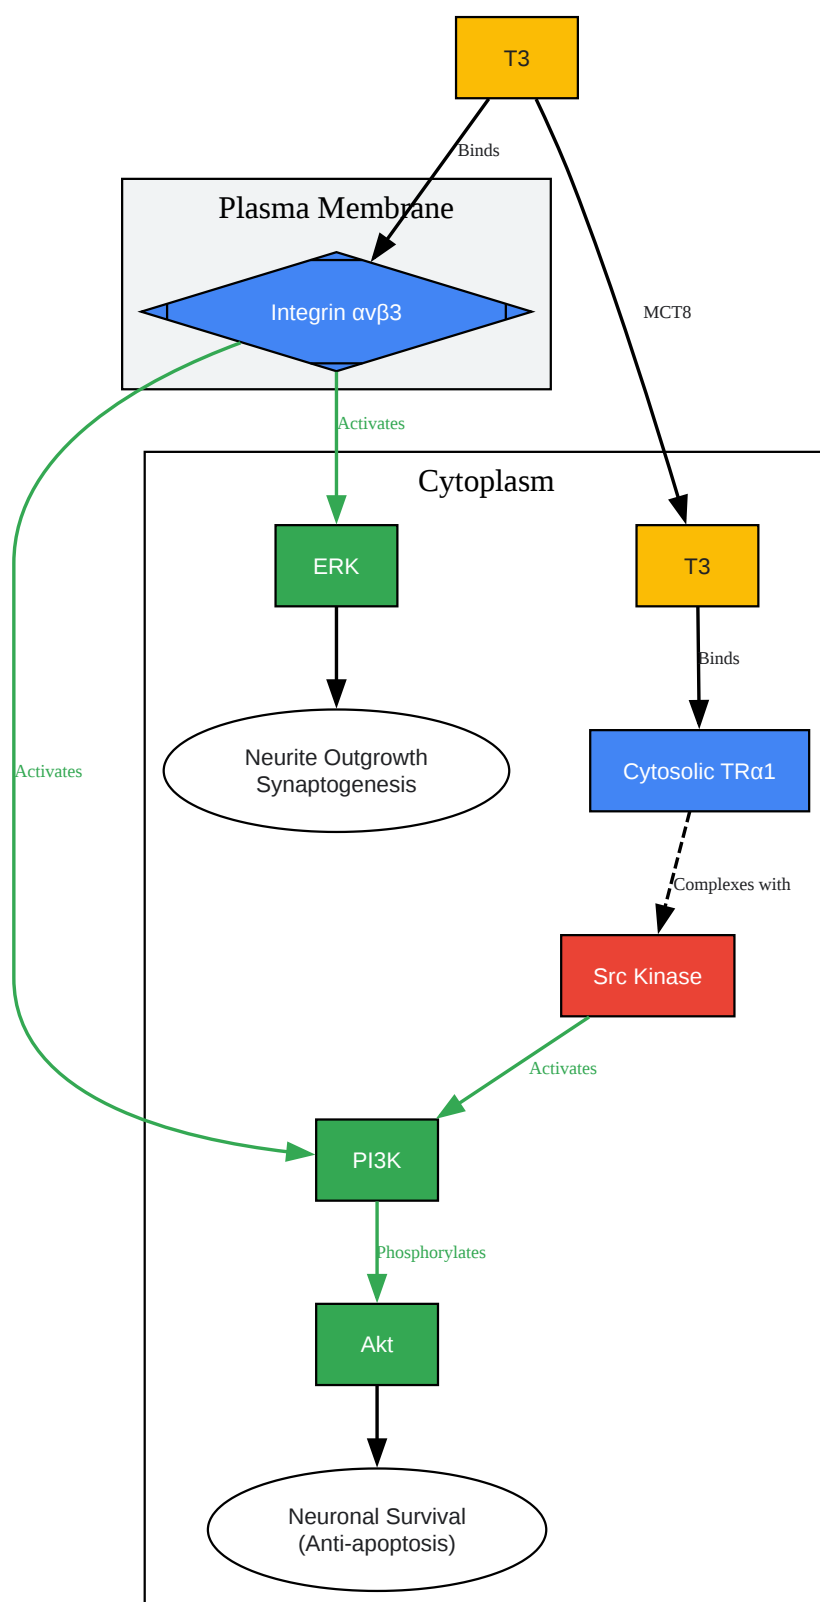 T3
Binds
Plasma Membrane
Integrin αvβ3
MCT8
Activates
Cytoplasm
ERK
T3
Binds
Neurite Outgrowth
Synaptogenesis
Activates
Cytosolic TRα1
Complexes with
Src Kinase
Activates
PI3K
Phosphorylates
Akt
Neuronal Survival
(Anti-apoptosis)